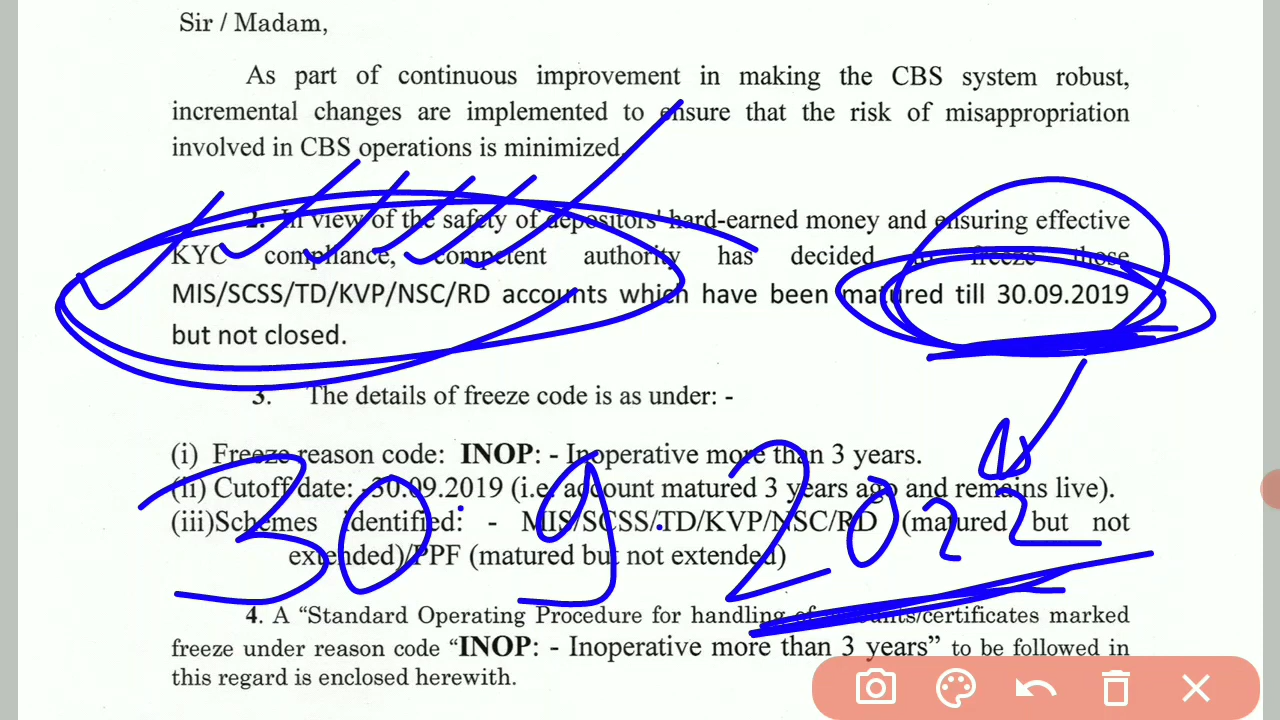 Sir / Madam,
As part of continuous improvement in making the CBS system robust,
incremental changes are implemented to ensure that the risk of misappropriation
involved in CBS operations is minimized.
2. In view of the safety of depositors' hard-earned money and ensuring effective
KYC compliance, competent authority has decided to freeze those
MIS/SCSS/TD/KVP/NSC/RD accounts which have been matured till 30.09.2019
but not closed.
3. The details of freeze code is as under: -
(i) Freeze reason code: INOP: - Inoperative more than 3 years.
(ii) Cutoff date: -30.09.2019 (i.e. account matured 3 years ago and remains live).
(iii)Schemes identified: - MIS/SCSS/TD/KVP/NSC/RD (matured but not
extended)/PPF (matured but not extended)
30.9.2022
4. A “Standard Operating Procedure for handling of accounts/certificates marked
freeze under reason code “INOP: - Inoperative more than 3 years” to be followed in
this regard is enclosed herewith.